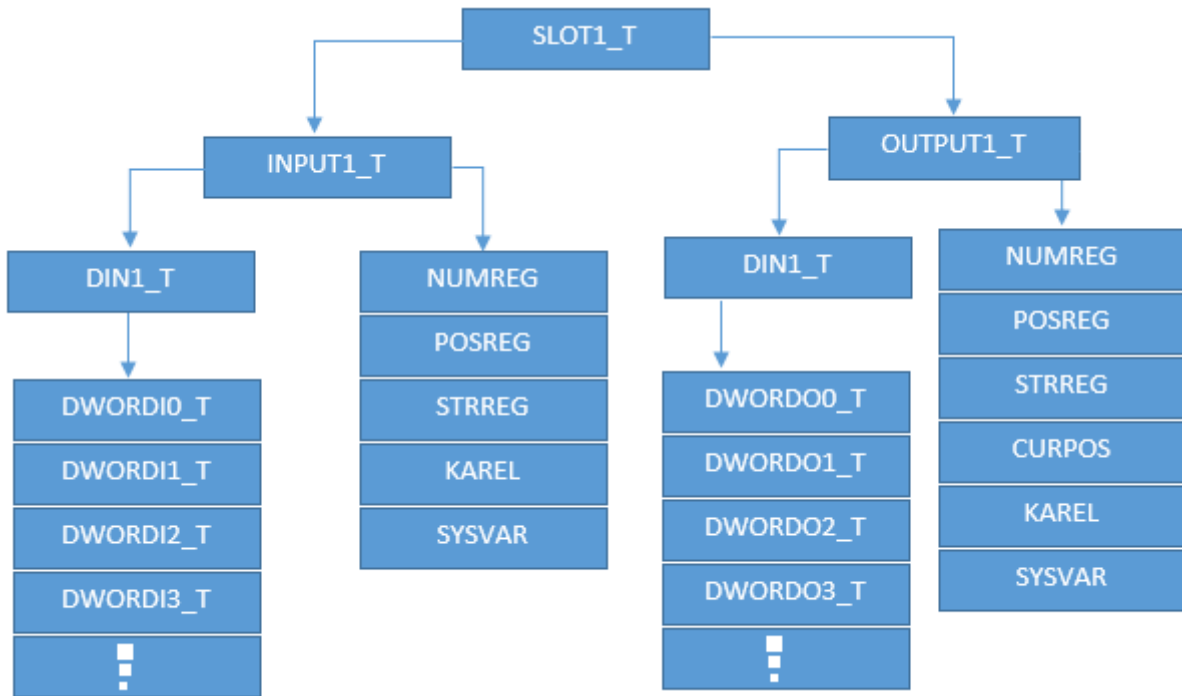 SLOT1_T
INPUT1_T
OUTPUT1_T
DIN1_T
DWORDI0_T
DWORDI1_T
DWORDI2_T
DWORDI3_T
NUMREG
POSREG
STRREG
KAREL
SYSVAR
DIN1_T
DWORDO0_T
DWORDO1_T
DWORDO2_T
DWORDO3_T
NUMREG
POSREG
STRREG
CURPOS
KAREL
SYSVAR